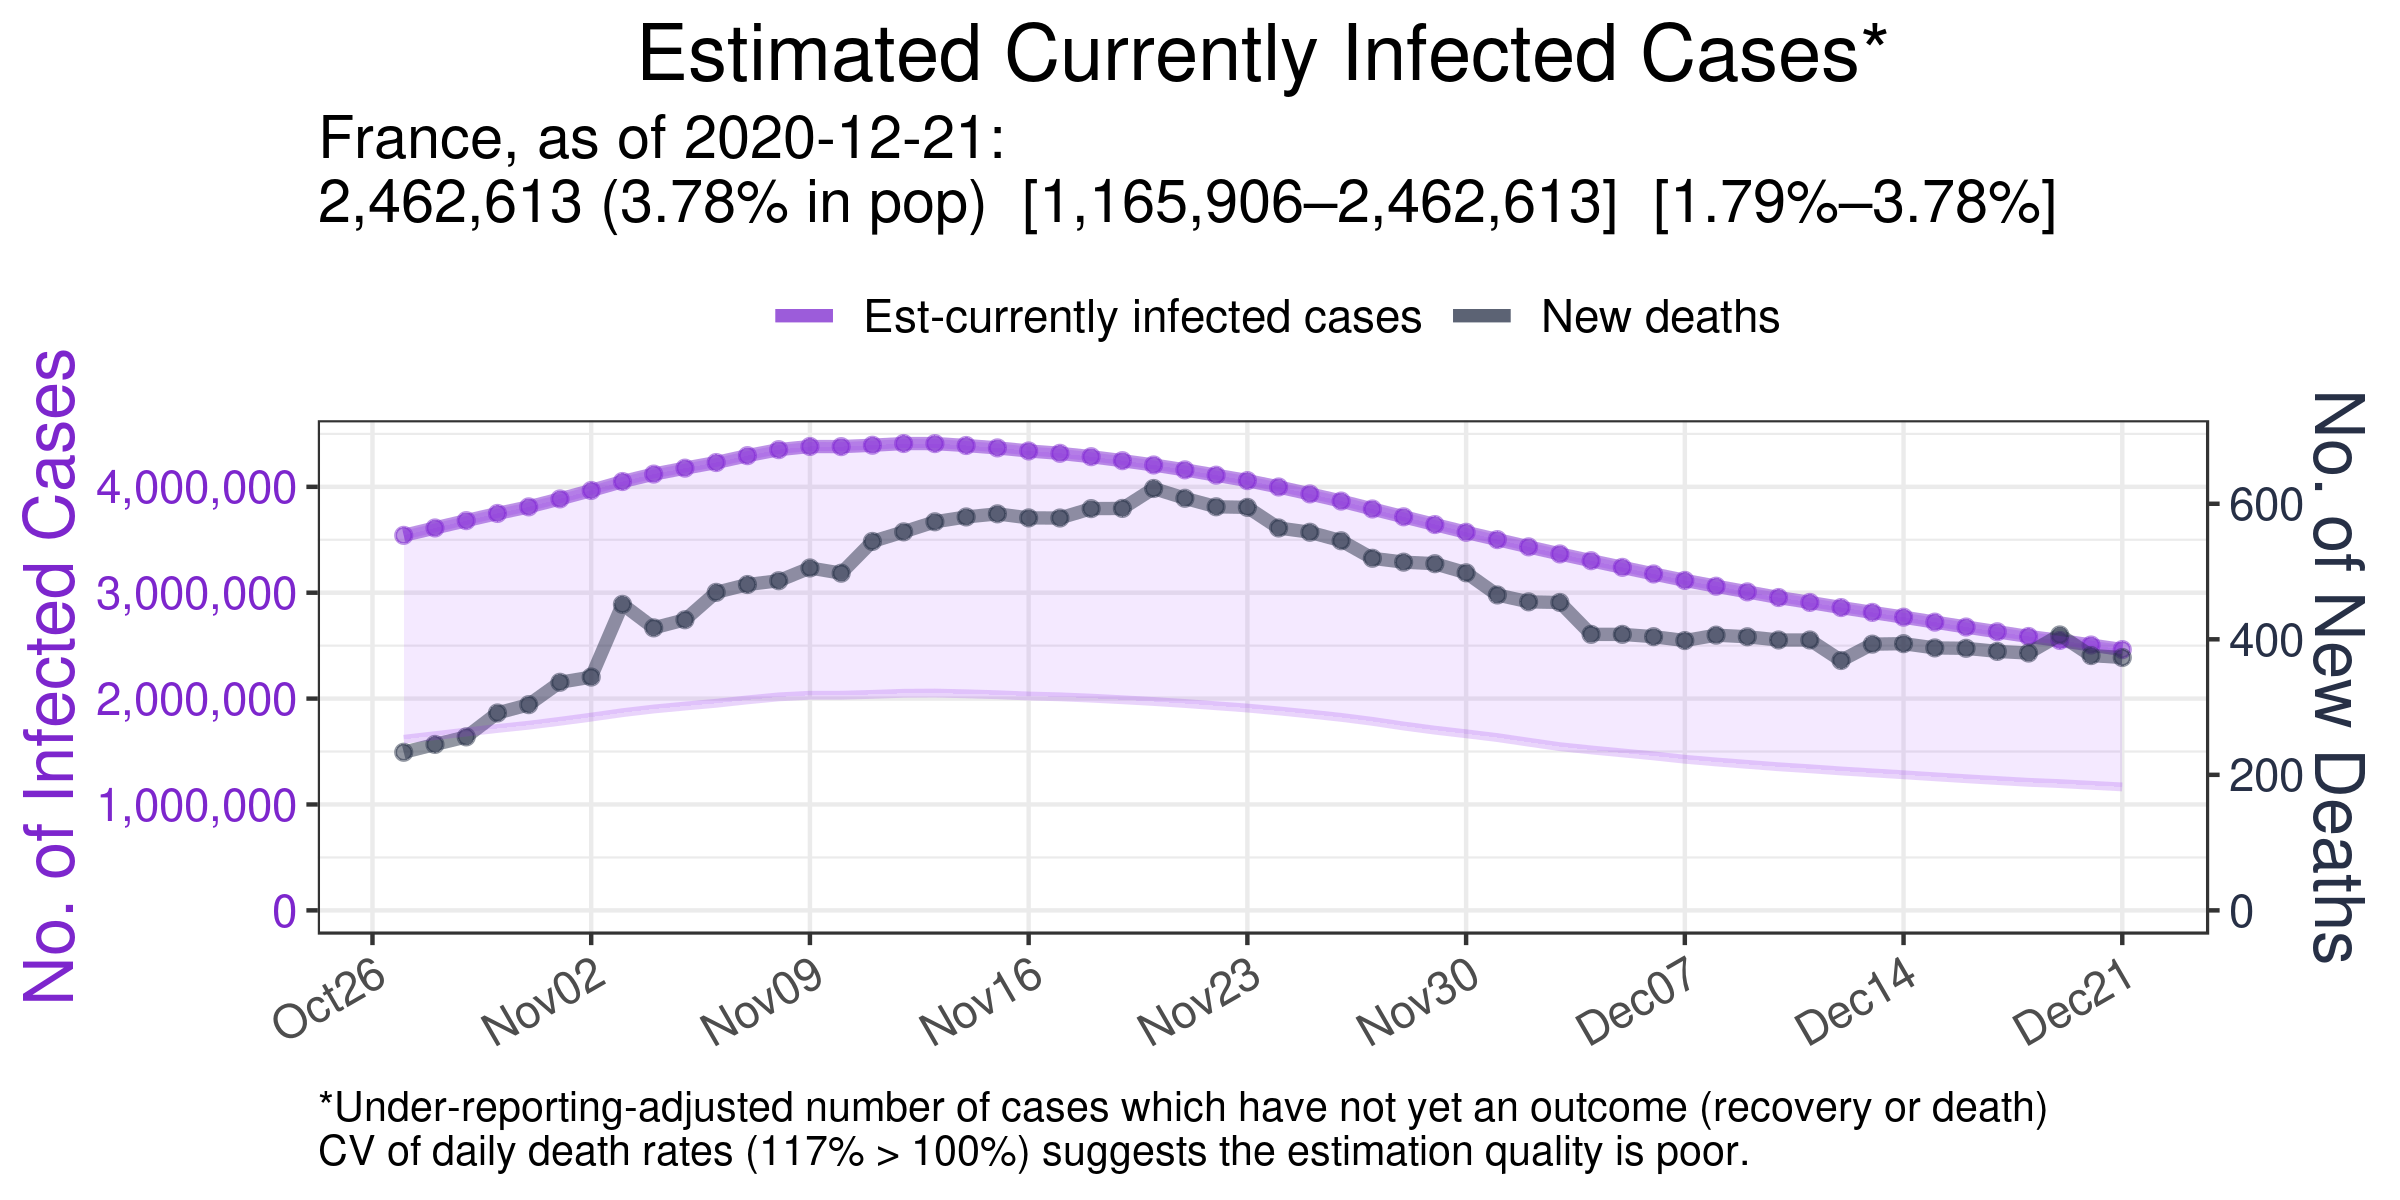 Estimated Currently Infected Cases*
France, as of 2020-12-21:
2,462,613 (3.78% in pop)  [1,165,906–2,462,613]  [1.79%–3.78%]
Est-currently infected cases
New deaths
No. of Infected Cases
4,000,000
3,000,000
2,000,000
1,000,000
0
600
400
200
0
No. of New Deaths
Oct26
Nov02
Nov09
Nov16
Nov23
Nov30
Dec07
Dec14
Dec21
*Under-reporting-adjusted number of cases which have not yet an outcome (recovery or death)
CV of daily death rates (117% > 100%) suggests the estimation quality is poor.